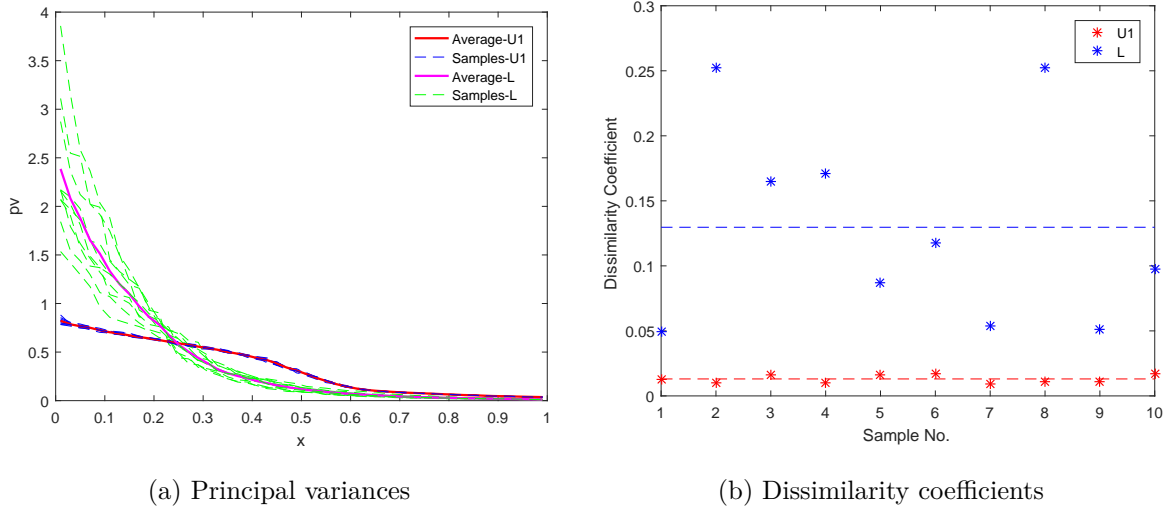 4
3.5
3
2.5
2
1.5
1
0.5
0
pv
0 0.1 0.2 0.3 0.4 0.5 0.6 0.7 0.8 0.9 1
x
Average-U1
Samples-U1
Average-L
Samples-L
(a) Principal variances
0.3
0.25
0.2
0.15
0.1
0.05
0
Dissimilarity Coefficient
1 2 3 4 5 6 7 8 9 10
Sample No.
U1
L
(b) Dissimilarity coefficients